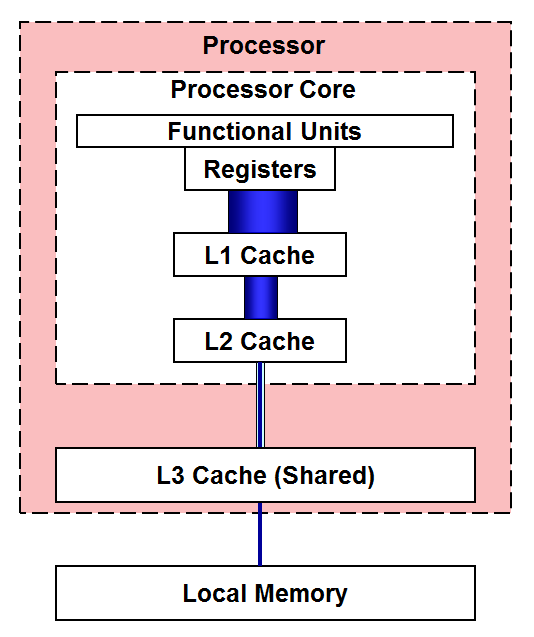 Processor
Processor Core
Functional Units
Registers
L1 Cache
L2 Cache
L3 Cache (Shared)
Local Memory